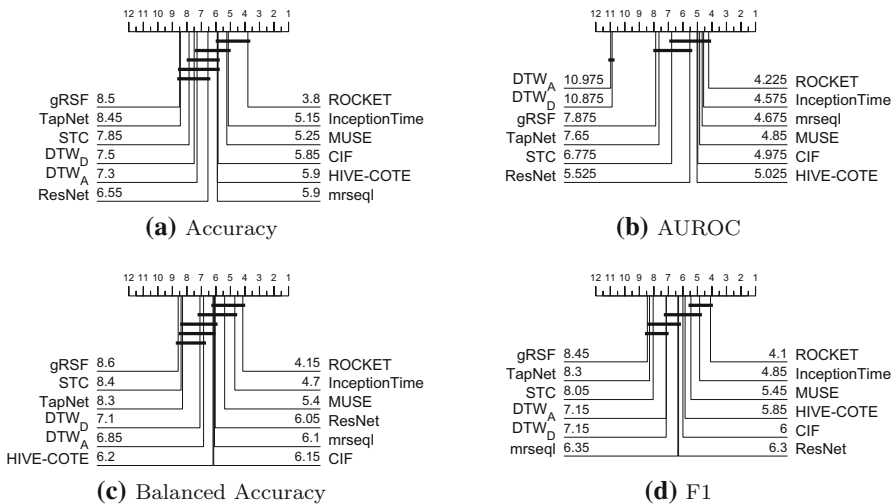 12 11 10 9 8 7 6 5 4 3 2 1
gRSF 8.5 3.8 ROCKET
TapNet 8.45 5.15 InceptionTime
STC 7.85 5.25 MUSE
DTW_D 7.5 5.85 CIF
DTW_A 7.3 5.9 HIVE-COTE
ResNet 6.55 5.9 mrseql
(a) Accuracy
12 11 10 9 8 7 6 5 4 3 2 1
DTW_A 10.975 4.225 ROCKET
DTW_D 10.875 4.575 InceptionTime
gRSF 7.875 4.675 mrseql
TapNet 7.65 4.85 MUSE
STC 6.775 4.975 CIF
ResNet 5.525 5.025 HIVE-COTE
(b) AUROC
12 11 10 9 8 7 6 5 4 3 2 1
gRSF 8.6 4.15 ROCKET
STC 8.4 4.7 InceptionTime
TapNet 8.3 5.4 MUSE
DTW_D 7.1 6.05 ResNet
DTW_A 6.85 6.1 mrseql
HIVE-COTE 6.2 6.15 CIF
(c) Balanced Accuracy
12 11 10 9 8 7 6 5 4 3 2 1
gRSF 8.45 4.1 ROCKET
TapNet 8.3 4.85 InceptionTime
STC 8.05 5.45 MUSE
DTW_A 7.15 5.85 HIVE-COTE
DTW_D 7.15 6 CIF
mrseql 6.35 6.3 ResNet
(d) F1